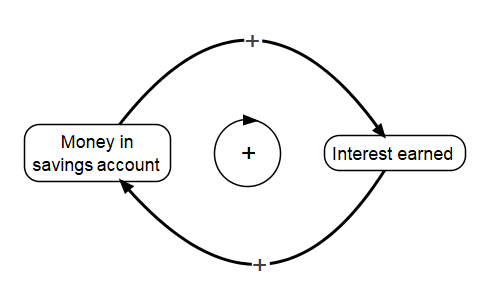 +
Money in
savings account
+
Interest earned
+